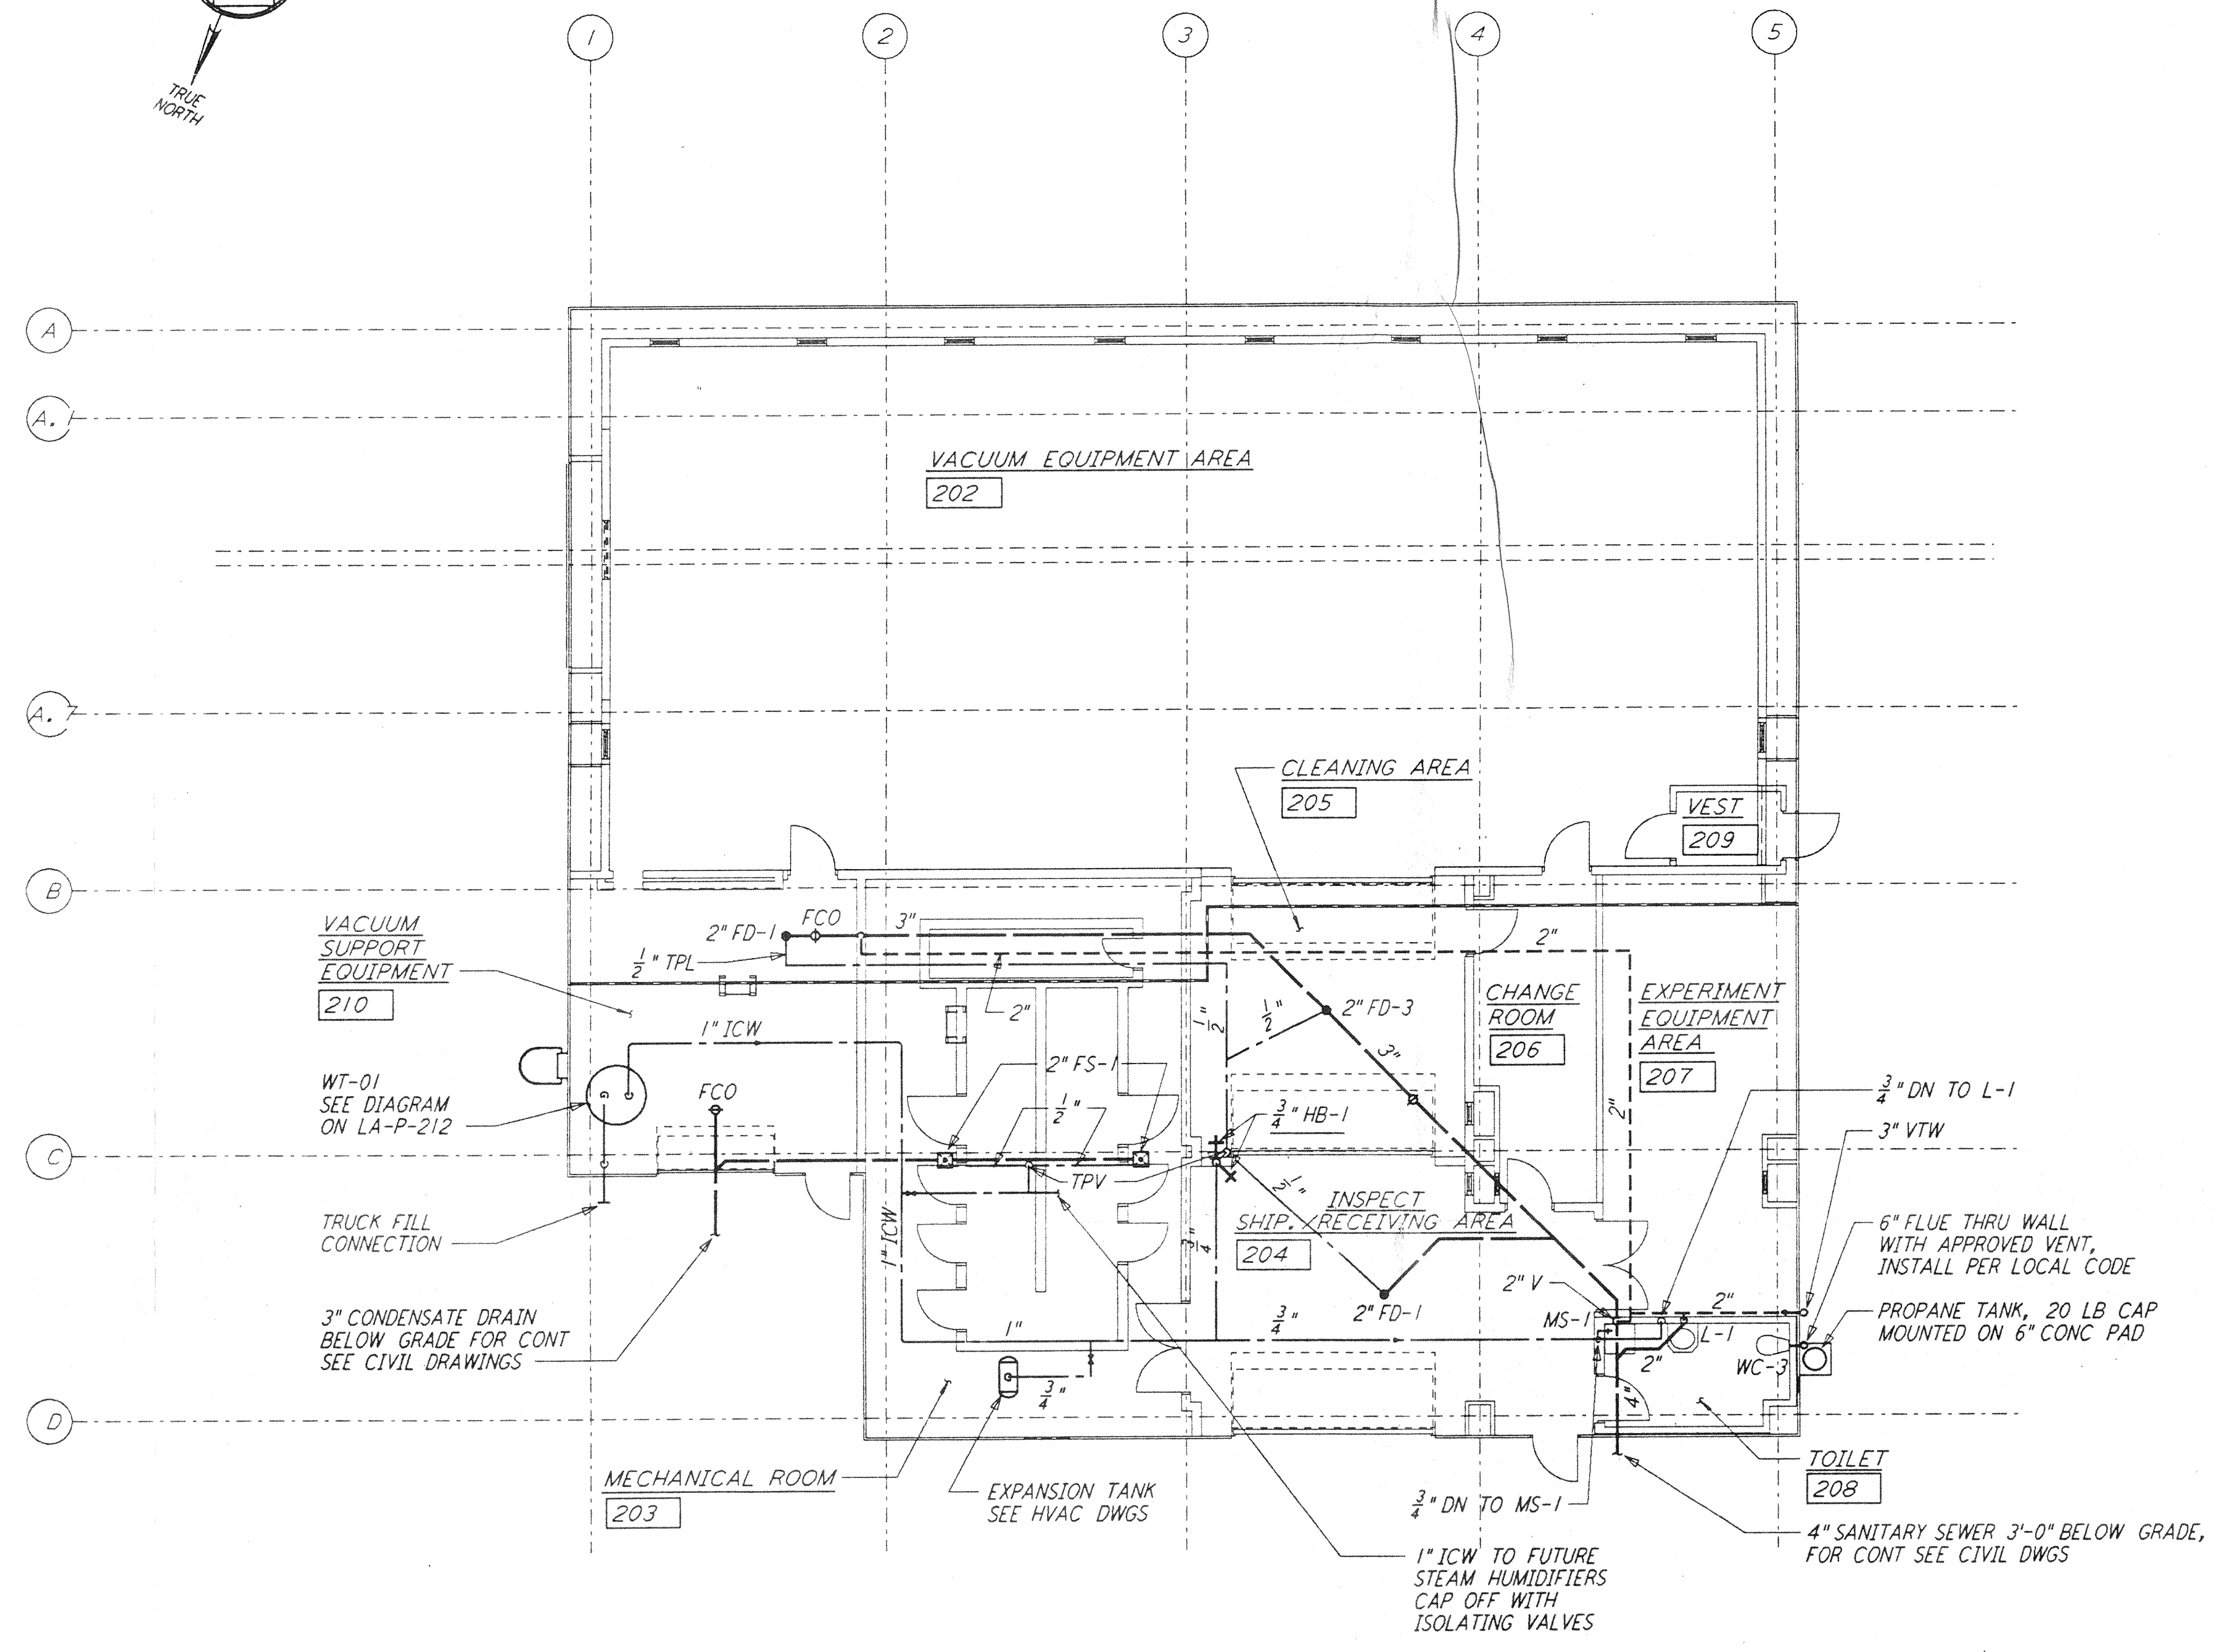 TRUE
NORTH
1
2
3
4
5
A
A.1
A.7
B
C
D
VACUUM EQUIPMENT AREA
202
CLEANING AREA
205
VEST
209
VACUUM
SUPPORT
EQUIPMENT
210
2" FD-1
FCO
3"
1/2" TPL
2"
2"
1" ICW
1/2"
1/2"
2" FD-3
3"
CHANGE
ROOM
206
EXPERIMENT
EQUIPMENT
AREA
207
2"
WT-01
SEE DIAGRAM
ON LA-P-212
FCO
2" FS-1
1/2"
3/4" HB-1
TPV
3/4" DN TO L-1
3" VTW
TRUCK FILL
CONNECTION
1" ICW
3/4"
1/2"
INSPECT
SHIP./RECEIVING AREA
204
6" FLUE THRU WALL
WITH APPROVED VENT,
INSTALL PER LOCAL CODE
2" V
2"
3" CONDENSATE DRAIN
BELOW GRADE FOR CONT
SEE CIVIL DRAWINGS
1"
3/4"
2" FD-1
MS-1
L-1
2"
WC-3
4"
PROPANE TANK, 20 LB CAP
MOUNTED ON 6" CONC PAD
3/4"
MECHANICAL ROOM
203
EXPANSION TANK
SEE HVAC DWGS
3/4" DN TO MS-1
TOILET
208
1" ICW TO FUTURE
STEAM HUMIDIFIERS
CAP OFF WITH
ISOLATING VALVES
4" SANITARY SEWER 3'-0" BELOW GRADE,
FOR CONT SEE CIVIL DWGS